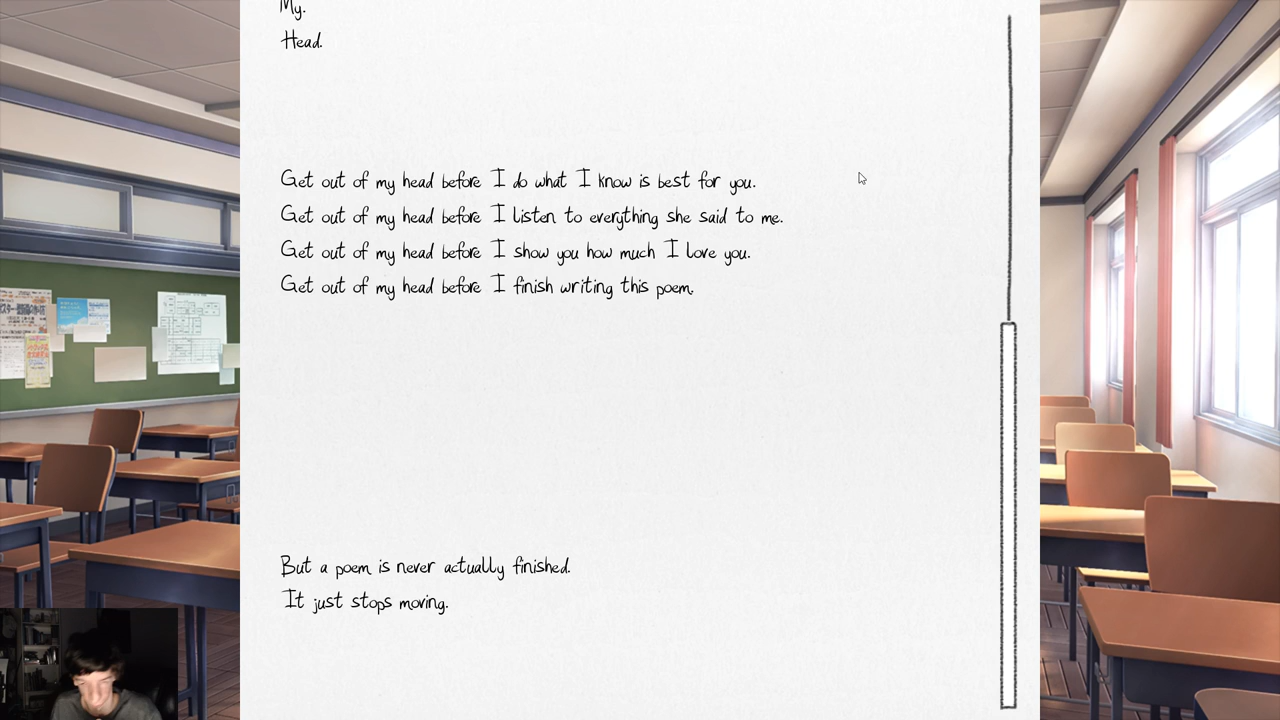 My.
Head.
Get out of my head before I do what I know is best for you.
Get out of my head before I listen to everything she said to me.
Get out of my head before I show you how much I love you.
Get out of my head before I finish writing this poem.
But a poem is never actually finished.
It just stops moving.